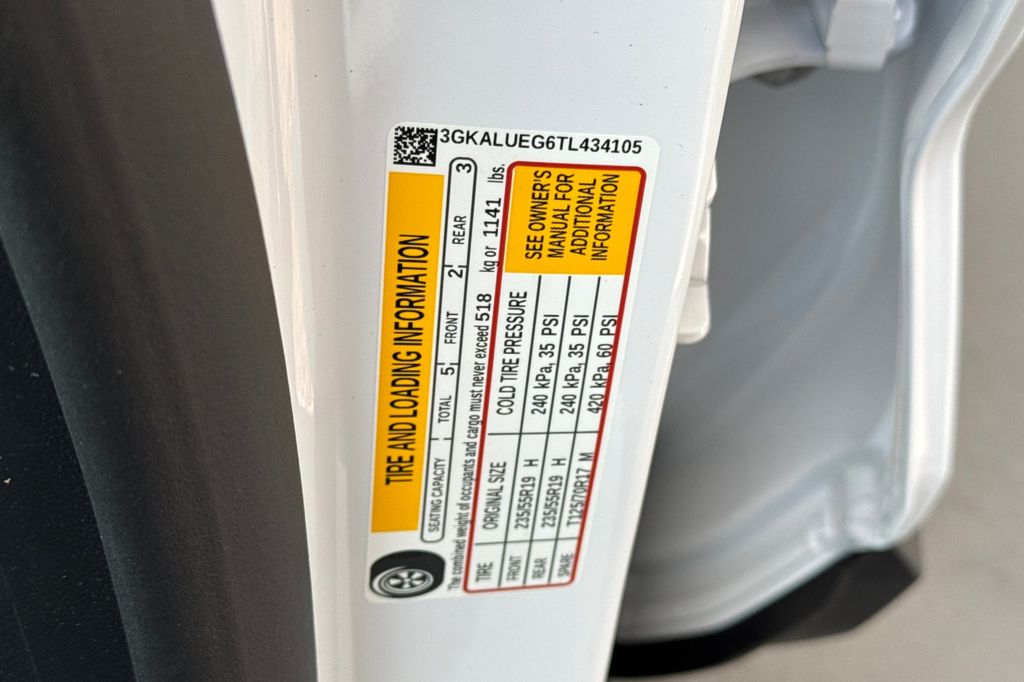 3GKALUEG6TL434105
TIRE AND LOADING INFORMATION
SEATING CAPACITY TOTAL 5 FRONT 2 REAR 3
The combined weight of occupants and cargo must never exceed 518 kg or 1141 lbs.
TIRE ORIGINAL SIZE COLD TIRE PRESSURE
FRONT 235/55R19 H 240 kPa, 35 PSI
REAR 235/55R19 H 240 kPa, 35 PSI
SPARE T125/70R17 M 420 kPa, 60 PSI
SEE OWNER'S
MANUAL FOR
ADDITIONAL
INFORMATION